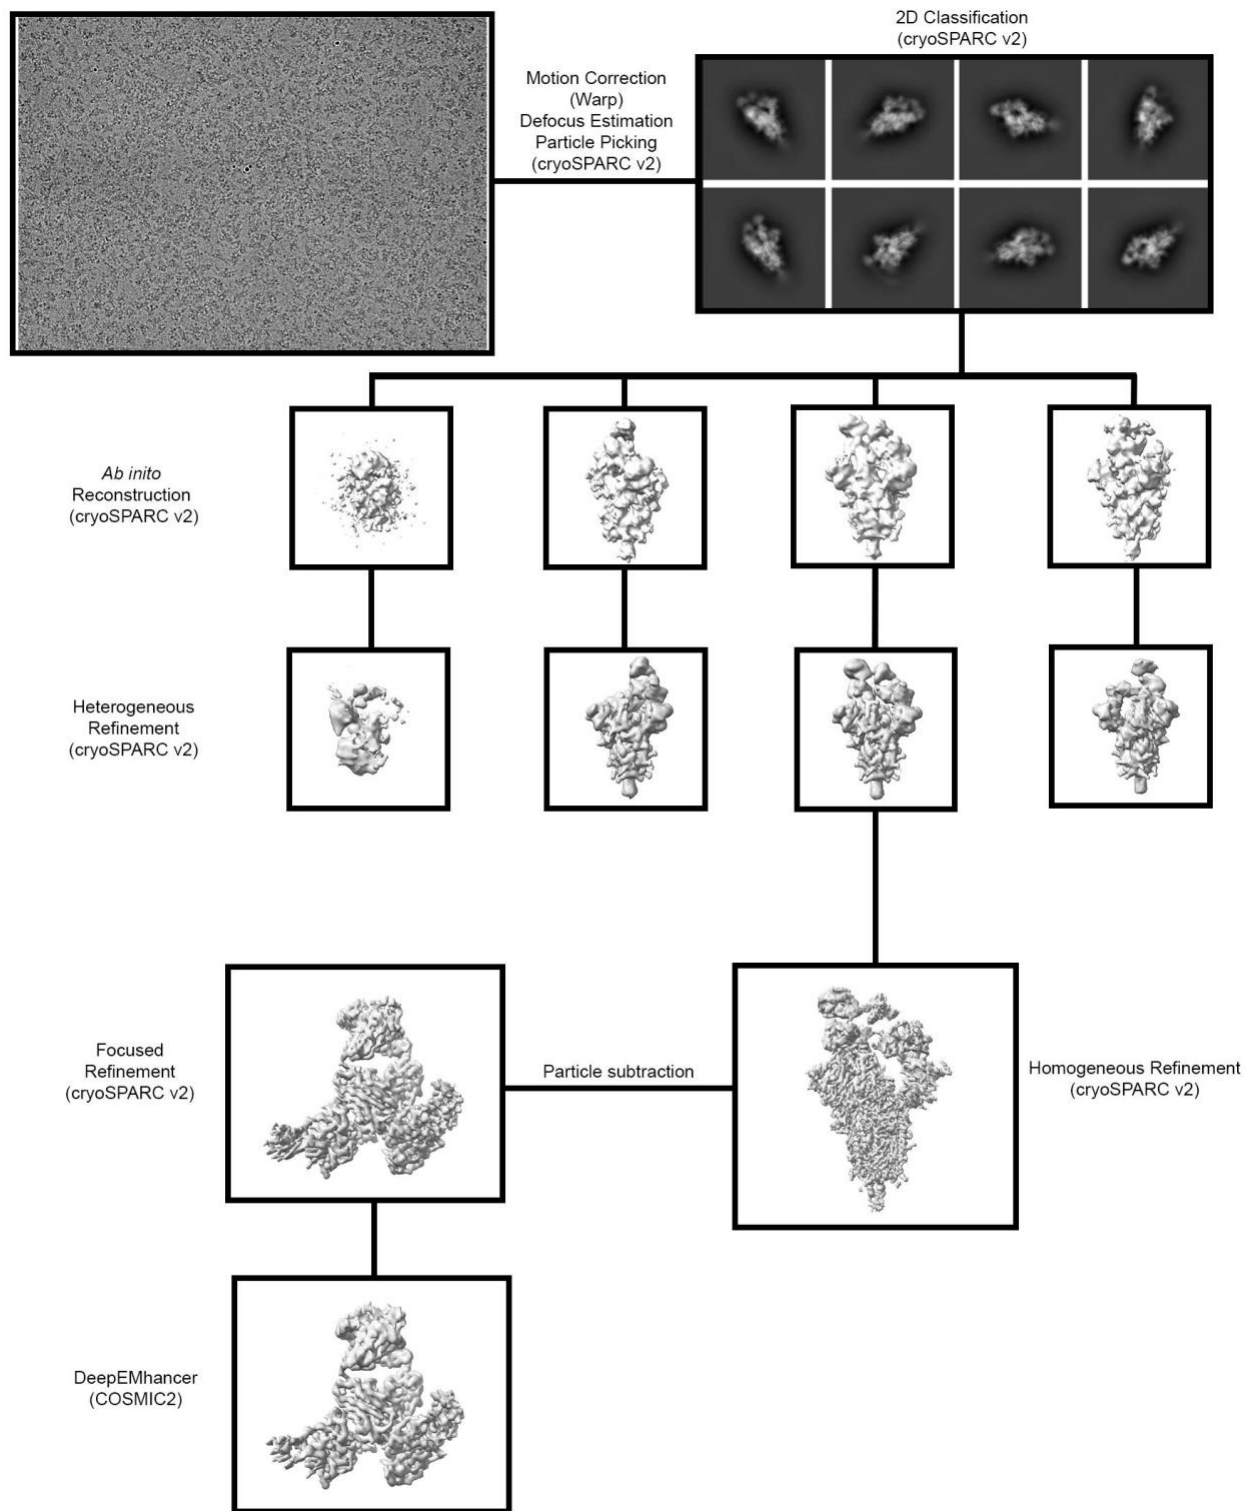 2D Classification
(cryoSPARC v2)
Motion Correction
(Warp)
Defocus Estimation
Particle Picking
(cryoSPARC v2)
Ab inito
Reconstruction
(cryoSPARC v2)
Heterogeneous
Refinement
(cryoSPARC v2)
Focused
Refinement
(cryoSPARC v2)
Particle subtraction
Homogeneous Refinement
(cryoSPARC v2)
DeepEMhancer
(COSMIC2)